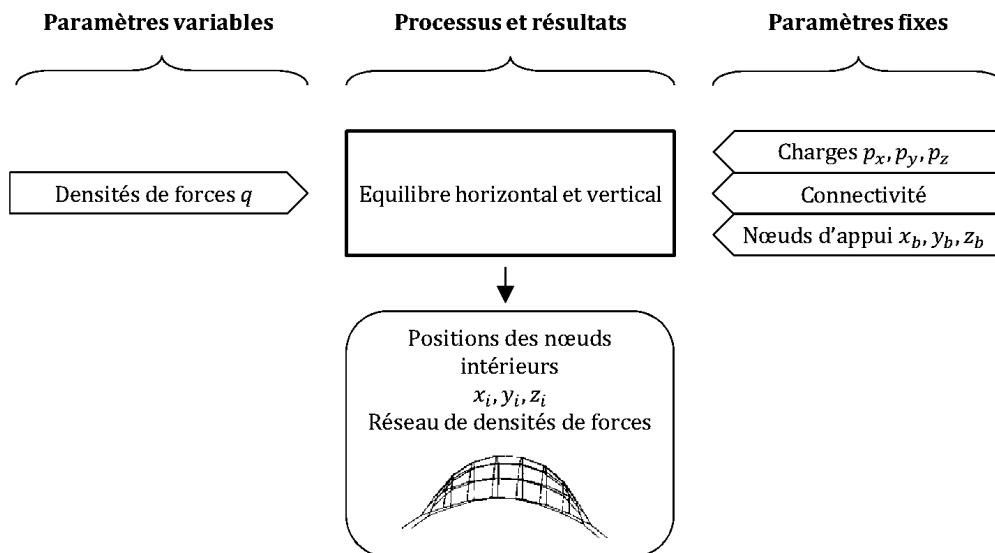 Paramètres variables
Processus et résultats
Paramètres fixes
Densités de forces q
Equilibre horizontal et vertical
Charges pₓ, p_y, p_z
Connectivité
Nœuds d'appui x_b, y_b, z_b
Positions des nœuds
intérieurs
x_i, y_i, z_i
Réseau de densités de forces